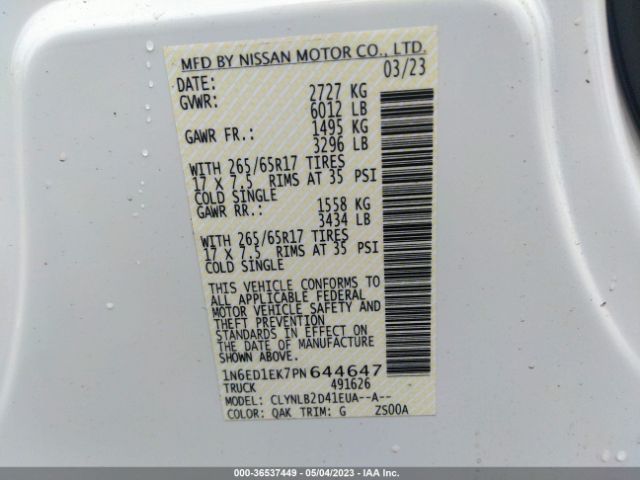 MFD BY NISSAN MOTOR CO., LTD.
DATE: 03/23
GVWR: 2727 KG
6012 LB
GAWR FR.: 1495 KG
3296 LB
WITH 265/65R17 TIRES
17 X 7.5 RIMS AT 35 PSI
COLD SINGLE
GAWR RR.: 1558 KG
3434 LB
WITH 265/65R17 TIRES
17 X 7.5 RIMS AT 35 PSI
COLD SINGLE
THIS VEHICLE CONFORMS TO
ALL APPLICABLE FEDERAL
MOTOR VEHICLE SAFETY AND
THEFT PREVENTION
STANDARDS IN EFFECT ON
THE DATE OF MANUFACTURE
SHOWN ABOVE.
1N6ED1EK7PN644647
TRUCK 491626
MODEL: CLYNLB2D41EUA--A--
COLOR: QAK TRIM: G ZS00A
000-36537449 - 05/04/2023 - IAA Inc.